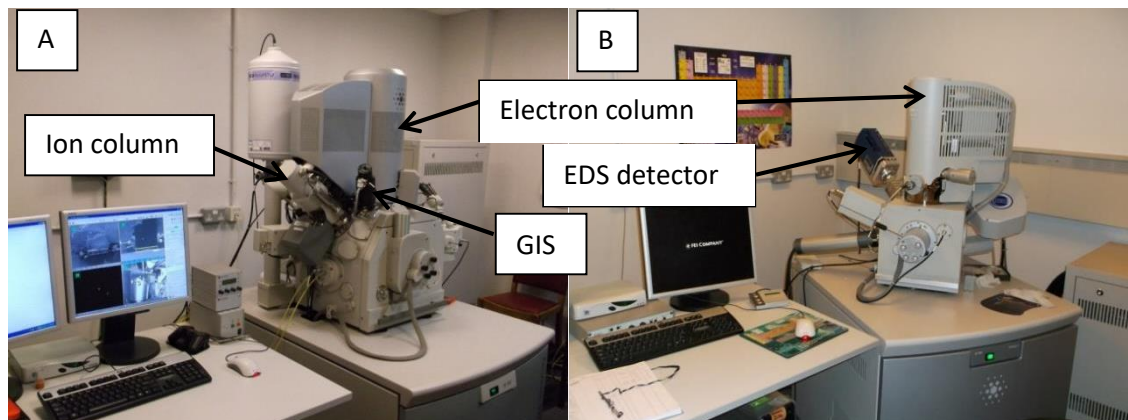 A
B
Electron column
Ion column
EDS detector
GIS
FEI COMPANY